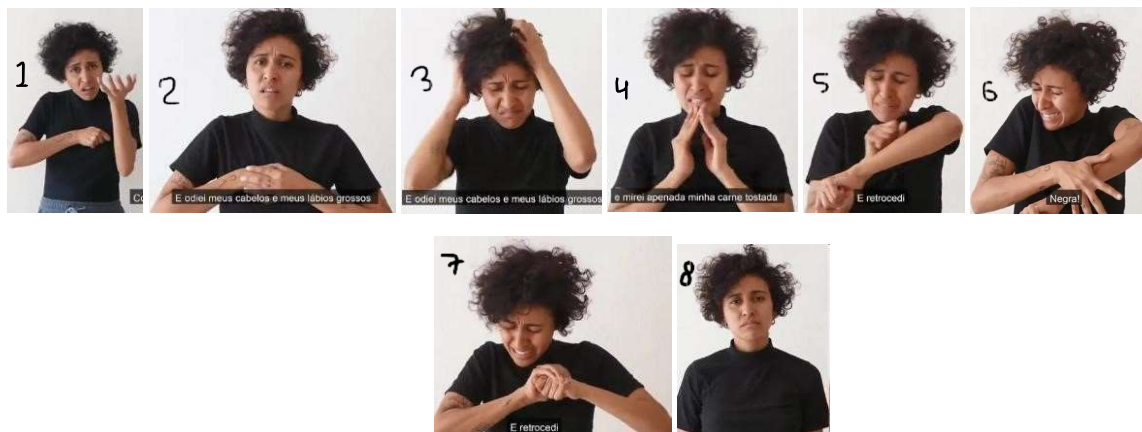 1
2
3
4
5
6
Co
E odiei meus cabelos e meus lábios grossos
E odiei meus cabelos e meus lábios grossos
e mirei apenada minha carne tostada
E retrocedi
Negra!
7
8
E retrocedi